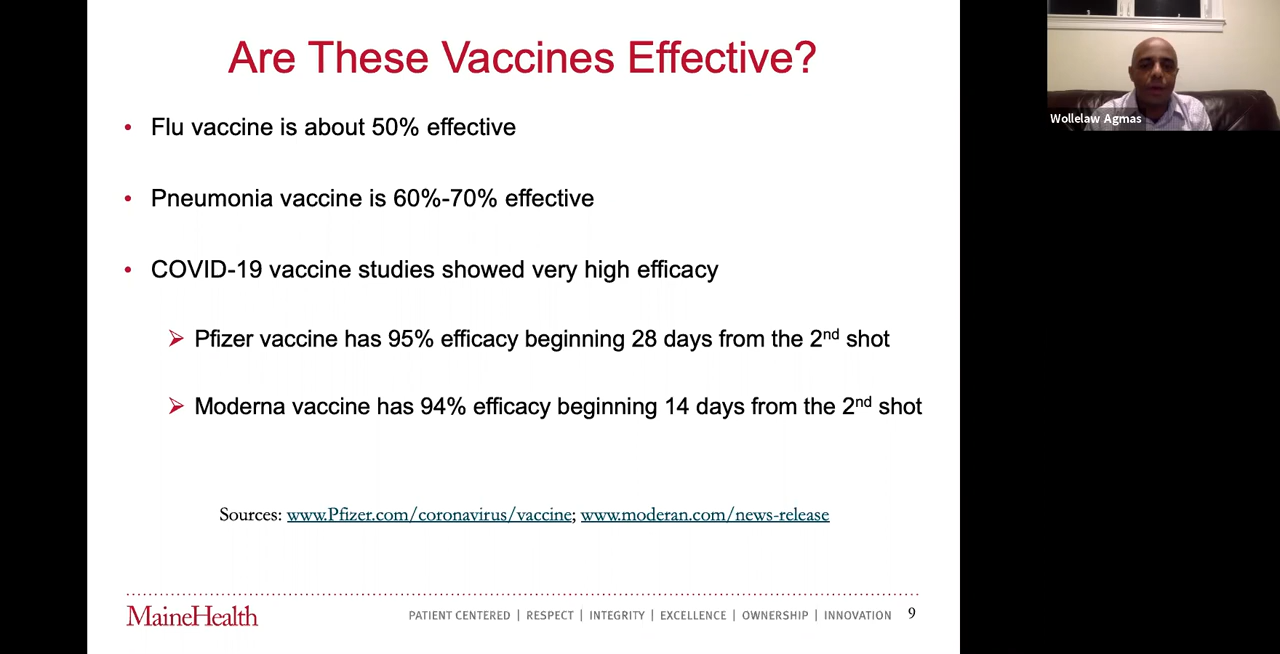 Are These Vaccines Effective?
• Flu vaccine is about 50% effective
• Pneumonia vaccine is 60%-70% effective
• COVID-19 vaccine studies showed very high efficacy
➢ Pfizer vaccine has 95% efficacy beginning 28 days from the 2nd shot
➢ Moderna vaccine has 94% efficacy beginning 14 days from the 2nd shot
Sources: www.Pfizer.com/coronavirus/vaccine; www.moderan.com/news-release
MaineHealth
PATIENT CENTERED | RESPECT | INTEGRITY | EXCELLENCE | OWNERSHIP | INNOVATION 9
Wollelaw Agmas